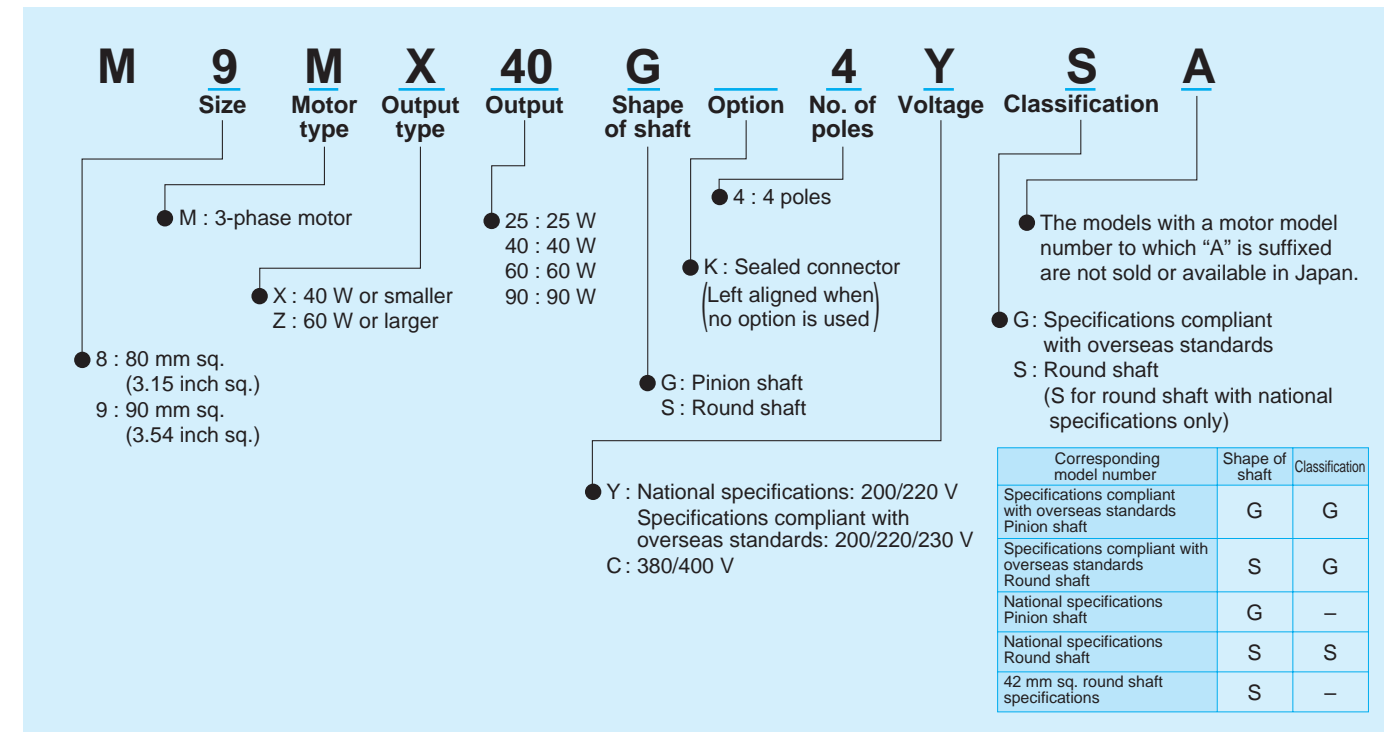 M 9 M X 40 G 4 Y S A
Size Motor type Output type Output Shape of shaft Option No. of poles Voltage Classification
M : 3-phase motor
4 : 4 poles
25 : 25 W
40 : 40 W
60 : 60 W
90 : 90 W
The models with a motor model
number to which “A” is suffixed
are not sold or available in Japan.
K : Sealed connector
(Left aligned when
no option is used)
X : 40 W or smaller
Z : 60 W or larger
G : Specifications compliant
with overseas standards
S : Round shaft
(S for round shaft with national
specifications only)
8 : 80 mm sq.
(3.15 inch sq.)
9 : 90 mm sq.
(3.54 inch sq.)
G : Pinion shaft
S : Round shaft
Y : National specifications: 200/220 V
Specifications compliant with
overseas standards: 200/220/230 V
C : 380/400 V
Corresponding model number Shape of shaft Classification
Specifications compliant
with overseas standards
Pinion shaft G G
Specifications compliant with
overseas standards
Round shaft S G
National specifications
Pinion shaft G –
National specifications
Round shaft S S
42 mm sq. round shaft
specifications S –